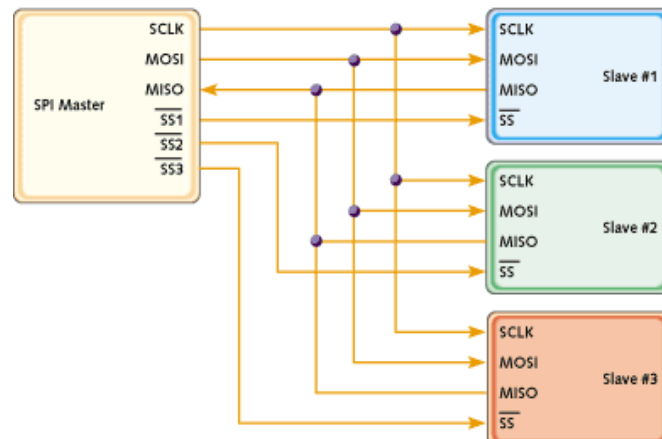 SPI Master
SCLK
MOSI
MISO
SS1
SS2
SS3
SCLK
MOSI
MISO
SS
Slave #1
SCLK
MOSI
MISO
SS
Slave #2
SCLK
MOSI
MISO
SS
Slave #3